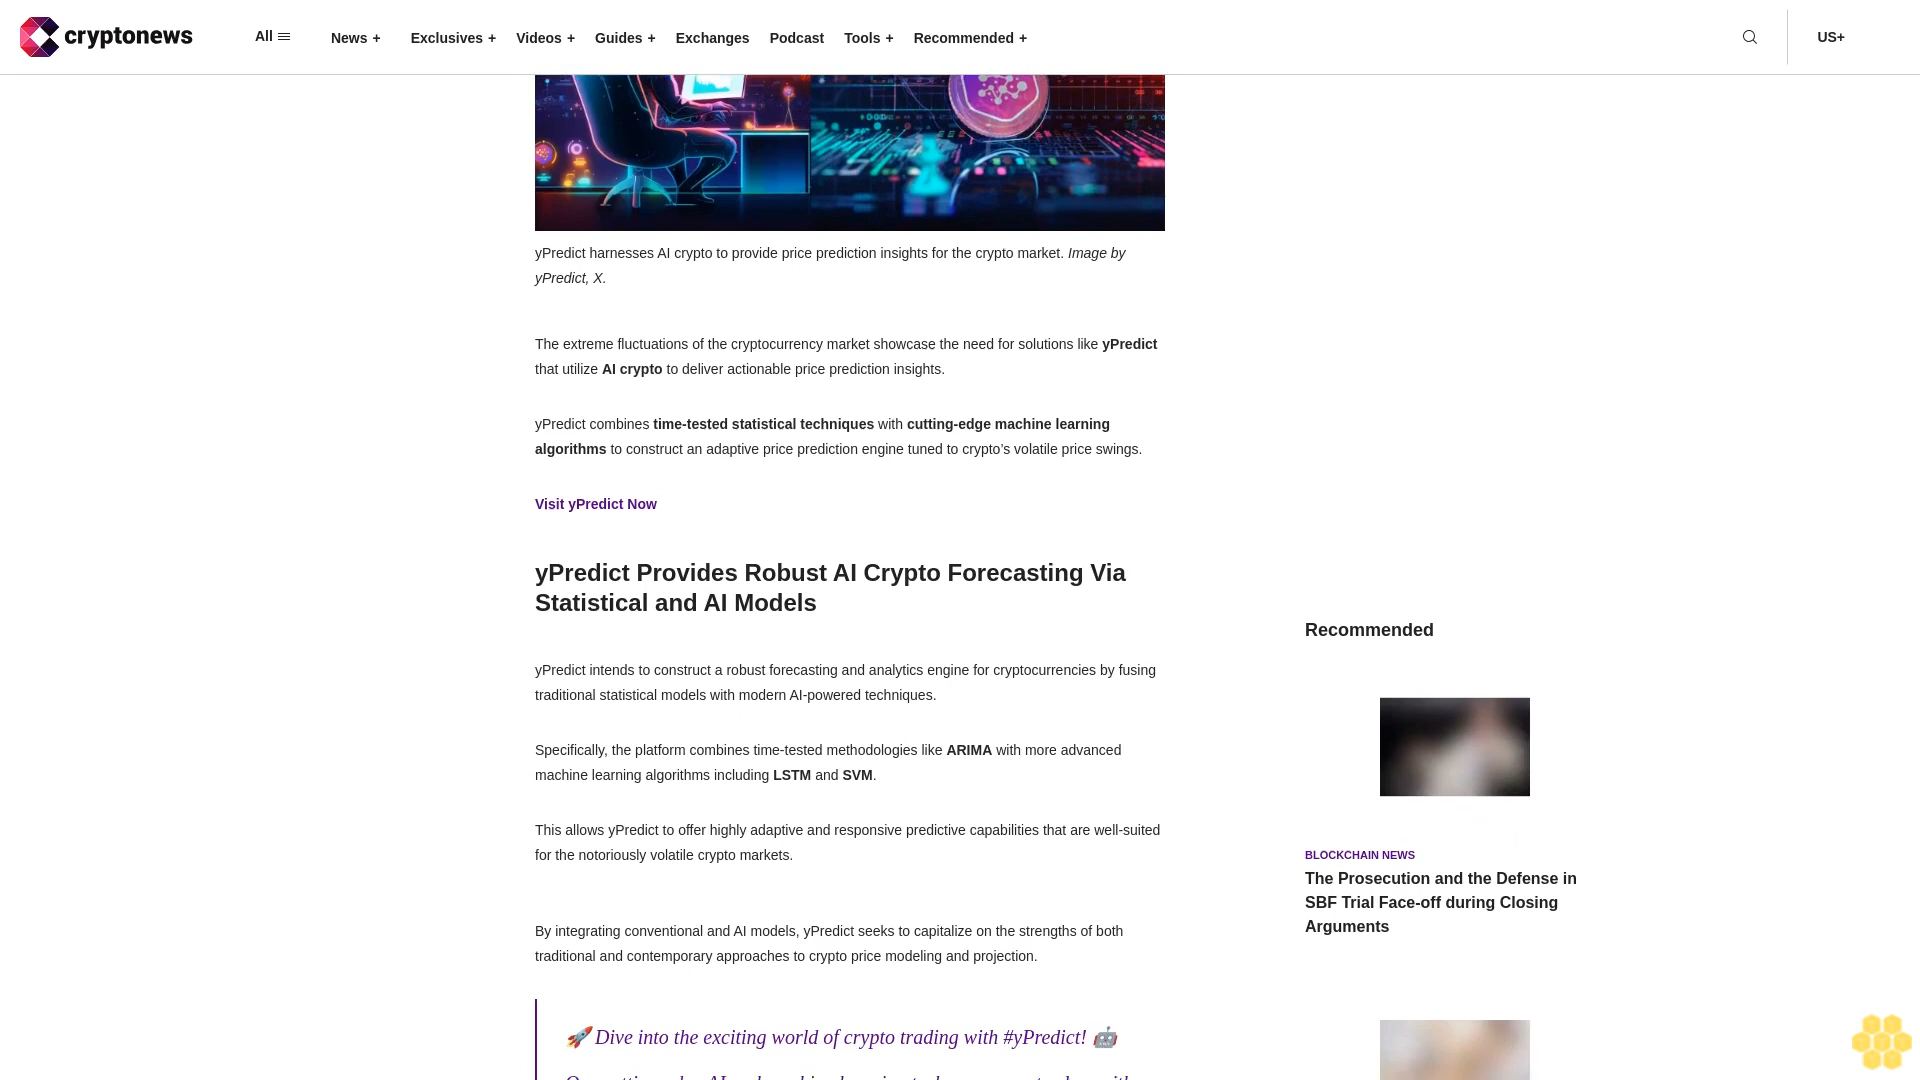 cryptonews
All
News +
Exclusives +
Videos +
Guides +
Exchanges
Podcast
Tools +
Recommended +
US+
yPredict harnesses AI crypto to provide price prediction insights for the crypto market. Image by
yPredict, X.
The extreme fluctuations of the cryptocurrency market showcase the need for solutions like yPredict
that utilize AI crypto to deliver actionable price prediction insights.
yPredict combines time-tested statistical techniques with cutting-edge machine learning
algorithms to construct an adaptive price prediction engine tuned to crypto’s volatile price swings.
Visit yPredict Now
yPredict Provides Robust AI Crypto Forecasting Via
Statistical and AI Models
yPredict intends to construct a robust forecasting and analytics engine for cryptocurrencies by fusing
traditional statistical models with modern AI-powered techniques.
Specifically, the platform combines time-tested methodologies like ARIMA with more advanced
machine learning algorithms including LSTM and SVM.
This allows yPredict to offer highly adaptive and responsive predictive capabilities that are well-suited
for the notoriously volatile crypto markets.
By integrating conventional and AI models, yPredict seeks to capitalize on the strengths of both
traditional and contemporary approaches to crypto price modeling and projection.
🚀 Dive into the exciting world of crypto trading with #yPredict! 🤖
Recommended
BLOCKCHAIN NEWS
The Prosecution and the Defense in
SBF Trial Face-off during Closing
Arguments